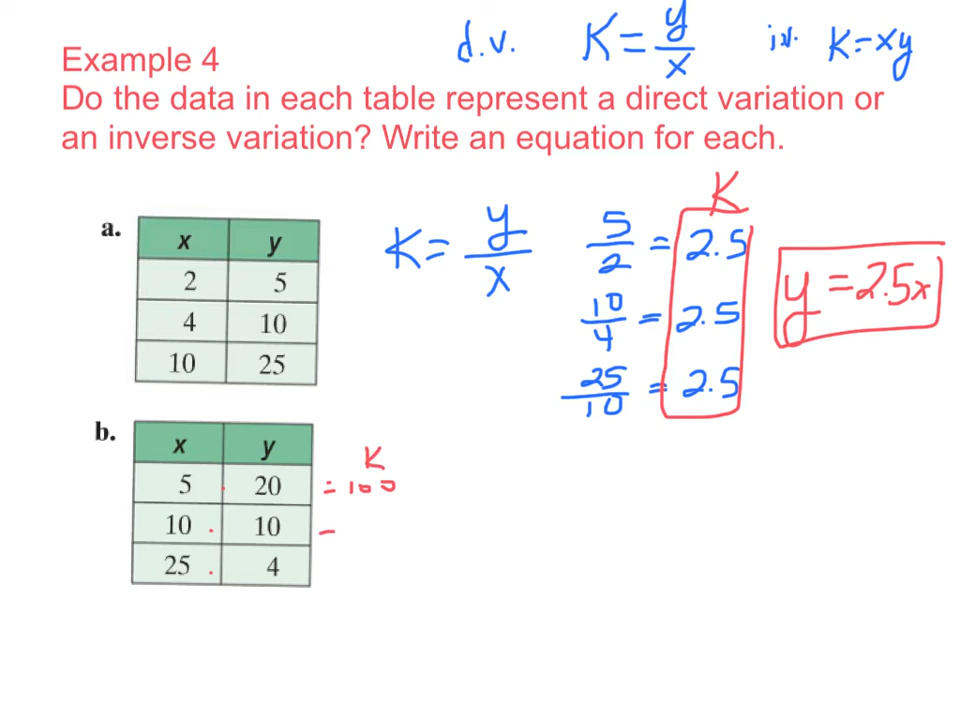 d.v. K = y/x i.v. K = xy
Example 4
Do the data in each table represent a direct variation or
an inverse variation? Write an equation for each.
K
a.
x y
2 5
4 10
10 25
K = y/x
5/2 = 2.5
10/4 = 2.5
25/10 = 2.5
y = 2.5x
b.
x y
K
5 . 20 = 100
10 . 10 –
25 . 4